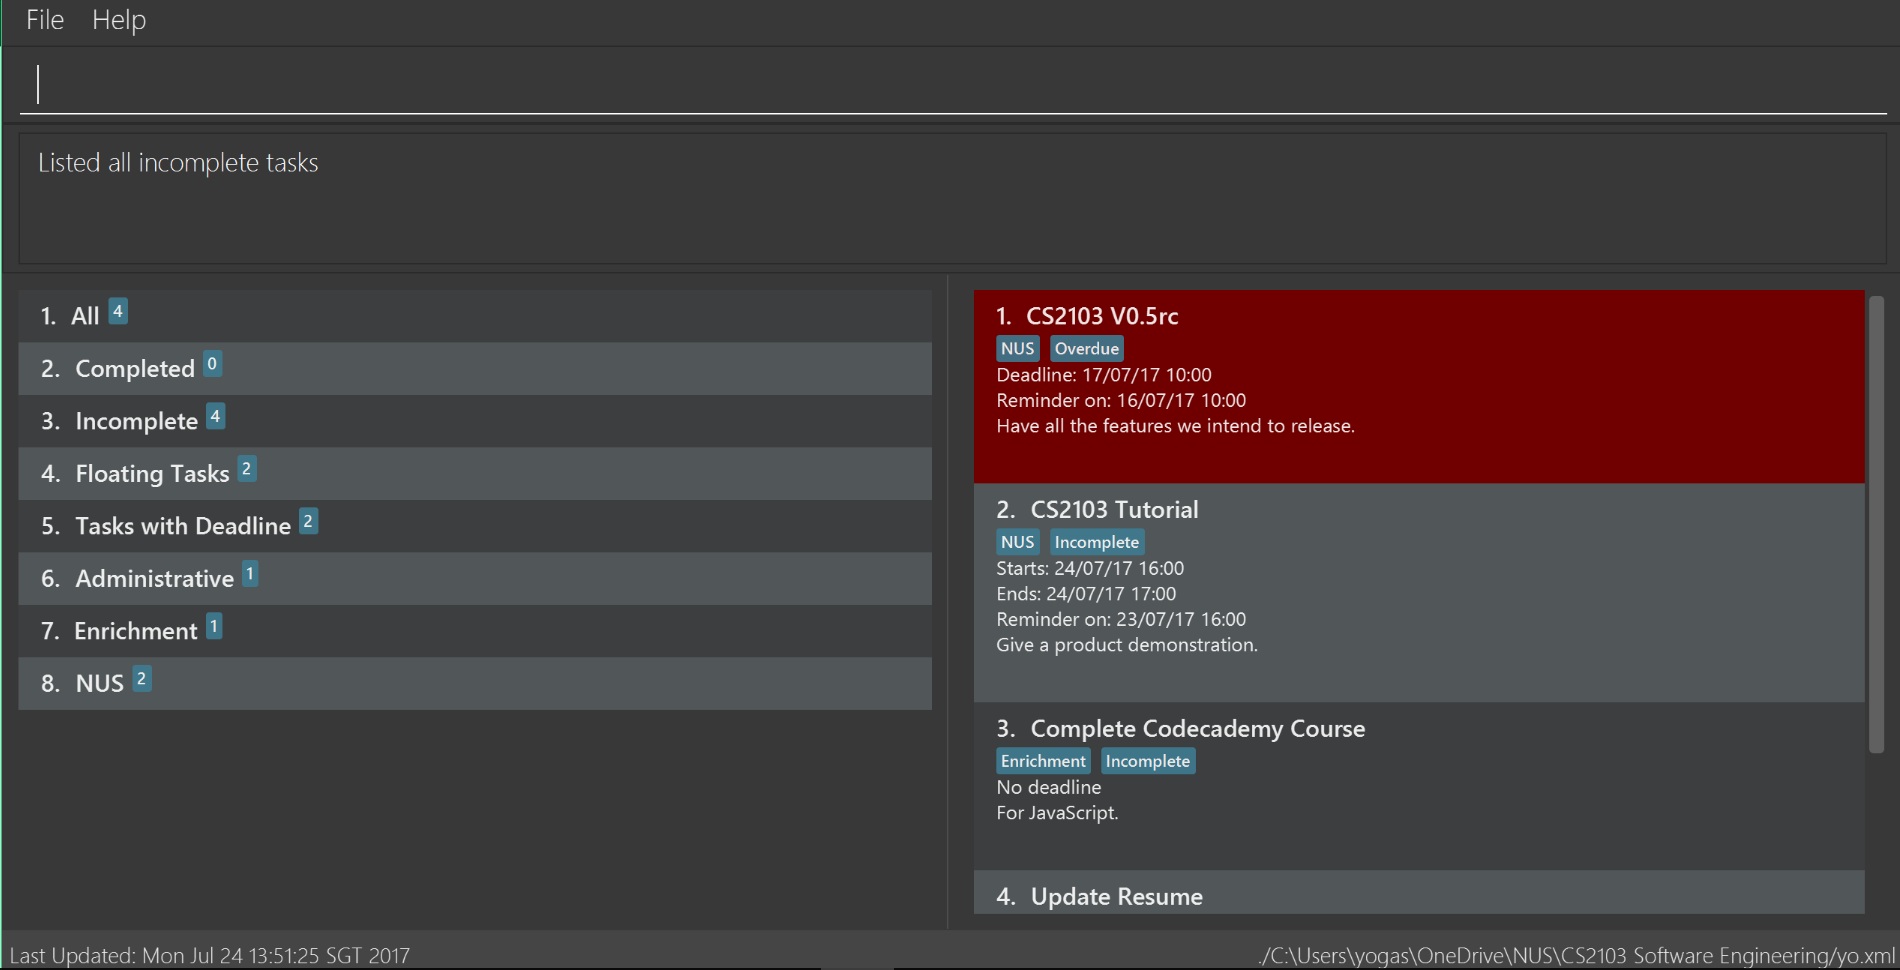 File Help
Listed all incomplete tasks
1. All 4
2. Completed 0
3. Incomplete 4
4. Floating Tasks 2
5. Tasks with Deadline 2
6. Administrative 1
7. Enrichment 1
8. NUS 2
1. CS2103 V0.5rc
NUS Overdue
Deadline: 17/07/17 10:00
Reminder on: 16/07/17 10:00
Have all the features we intend to release.
2. CS2103 Tutorial
NUS Incomplete
Starts: 24/07/17 16:00
Ends: 24/07/17 17:00
Reminder on: 23/07/17 16:00
Give a product demonstration.
3. Complete Codecademy Course
Enrichment Incomplete
No deadline
For JavaScript.
4. Update Resume
Last Updated: Mon Jul 24 13:51:25 SGT 2017
./C:\Users\yogas\OneDrive\NUS\CS2103 Software Engineering/yo.xml